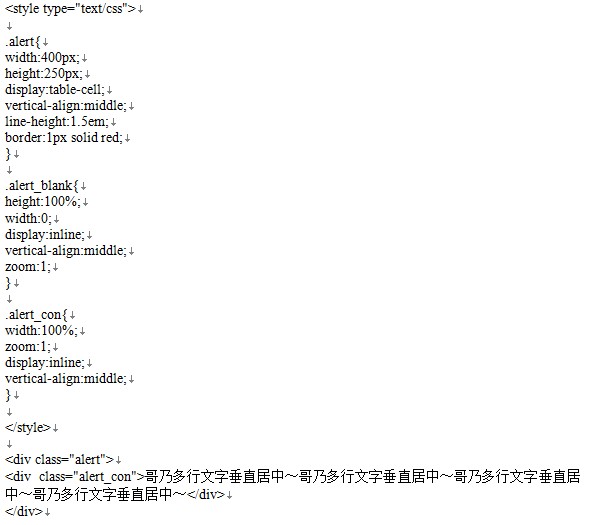 <style type="text/css">↓
↓
.alert{↓
width:400px;↓
height:250px;↓
display:table-cell;↓
vertical-align:middle;↓
line-height:1.5em;↓
border:1px solid red;↓
}↓
↓
.alert_blank{↓
height:100%;↓
width:0;↓
display:inline;↓
vertical-align:middle;↓
zoom:1;↓
}↓
↓
.alert_con{↓
width:100%;↓
zoom:1;↓
display:inline;↓
vertical-align:middle;↓
}↓
↓
</style>↓
↓
<div class="alert">↓
<div  class="alert_con">哥乃多行文字垂直居中～哥乃多行文字垂直居中～哥乃多行文字垂直居
中～哥乃多行文字垂直居中～</div>↓
</div>↓